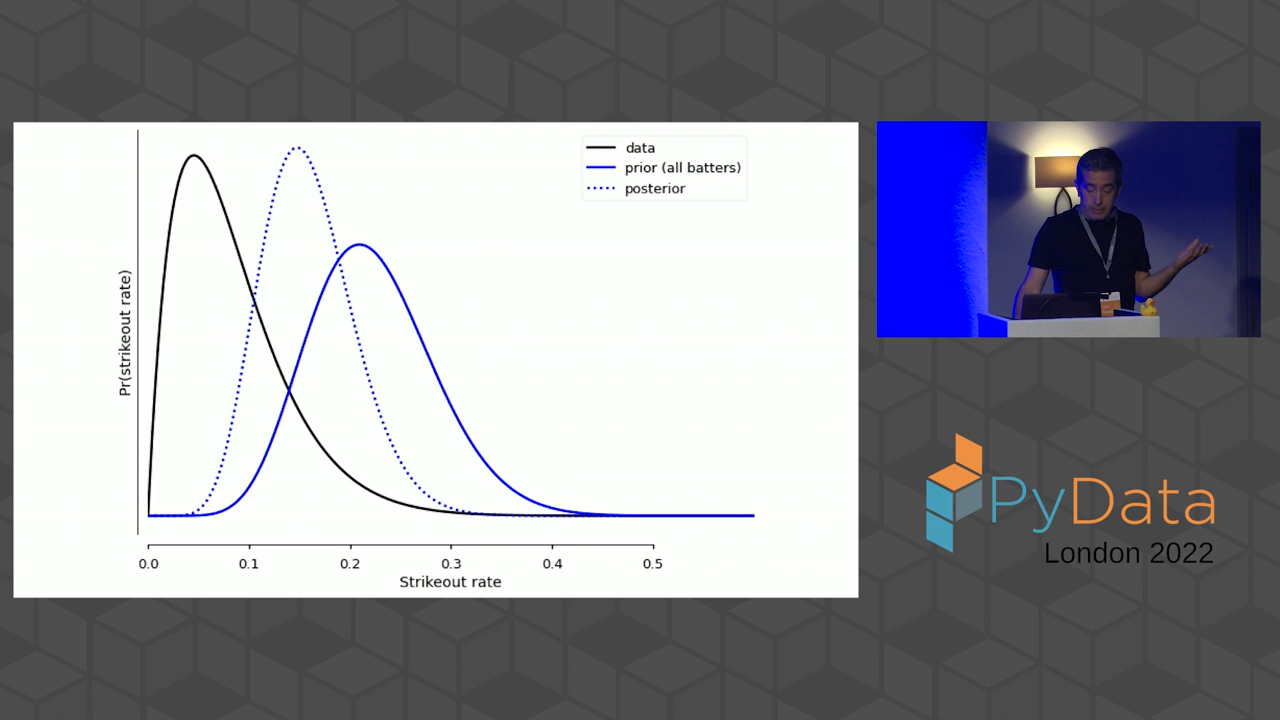 data
prior (all batters)
posterior
Pr(strikeout rate)
0.0 0.1 0.2 0.3 0.4 0.5
Strikeout rate
PyData
London 2022